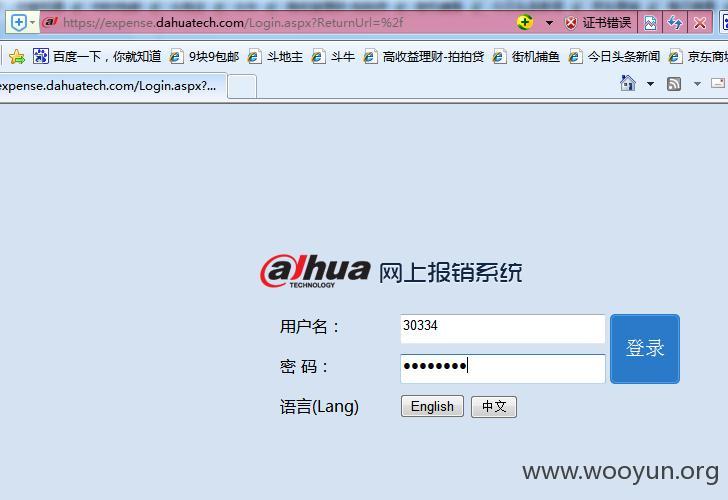 https://expense.dahuatech.com/Login.aspx?ReturnUrl=%2f
证书错误
百度一下，你就知道 9块9包邮 斗地主 斗牛 高收益理财-拍拍贷 街机捕鱼 今日头条新闻 京东商城
expense.dahuatech.com/Login.aspx?...
alhua 网上报销系统
TECHNOLOGY
用户名： 30334
登录
密 码： ●●●●●●●●
语言(Lang) English 中文
www.wooyun.org